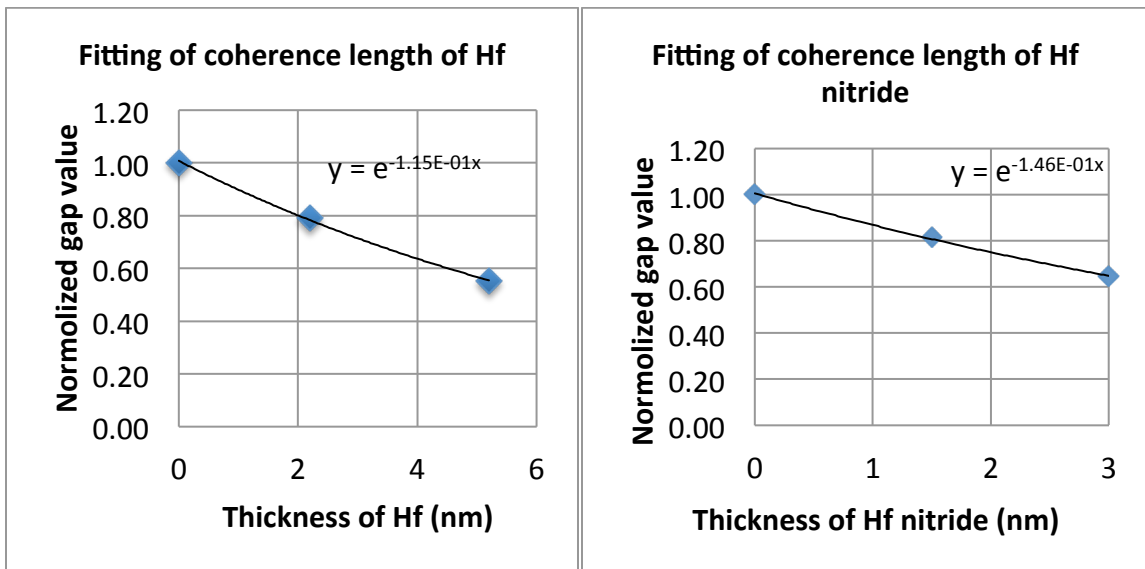 Fitting of coherence length of Hf
Normolized gap value
1.20
1.00
0.80
0.60
0.40
0.20
0.00
y = e-1.15E-01x
0 2 4 6
Thickness of Hf (nm)
Fitting of coherence length of Hf
nitride
Normolized gap value
1.20
1.00
0.80
0.60
0.40
0.20
0.00
y = e-1.46E-01x
0 1 2 3
Thickness of Hf nitride (nm)